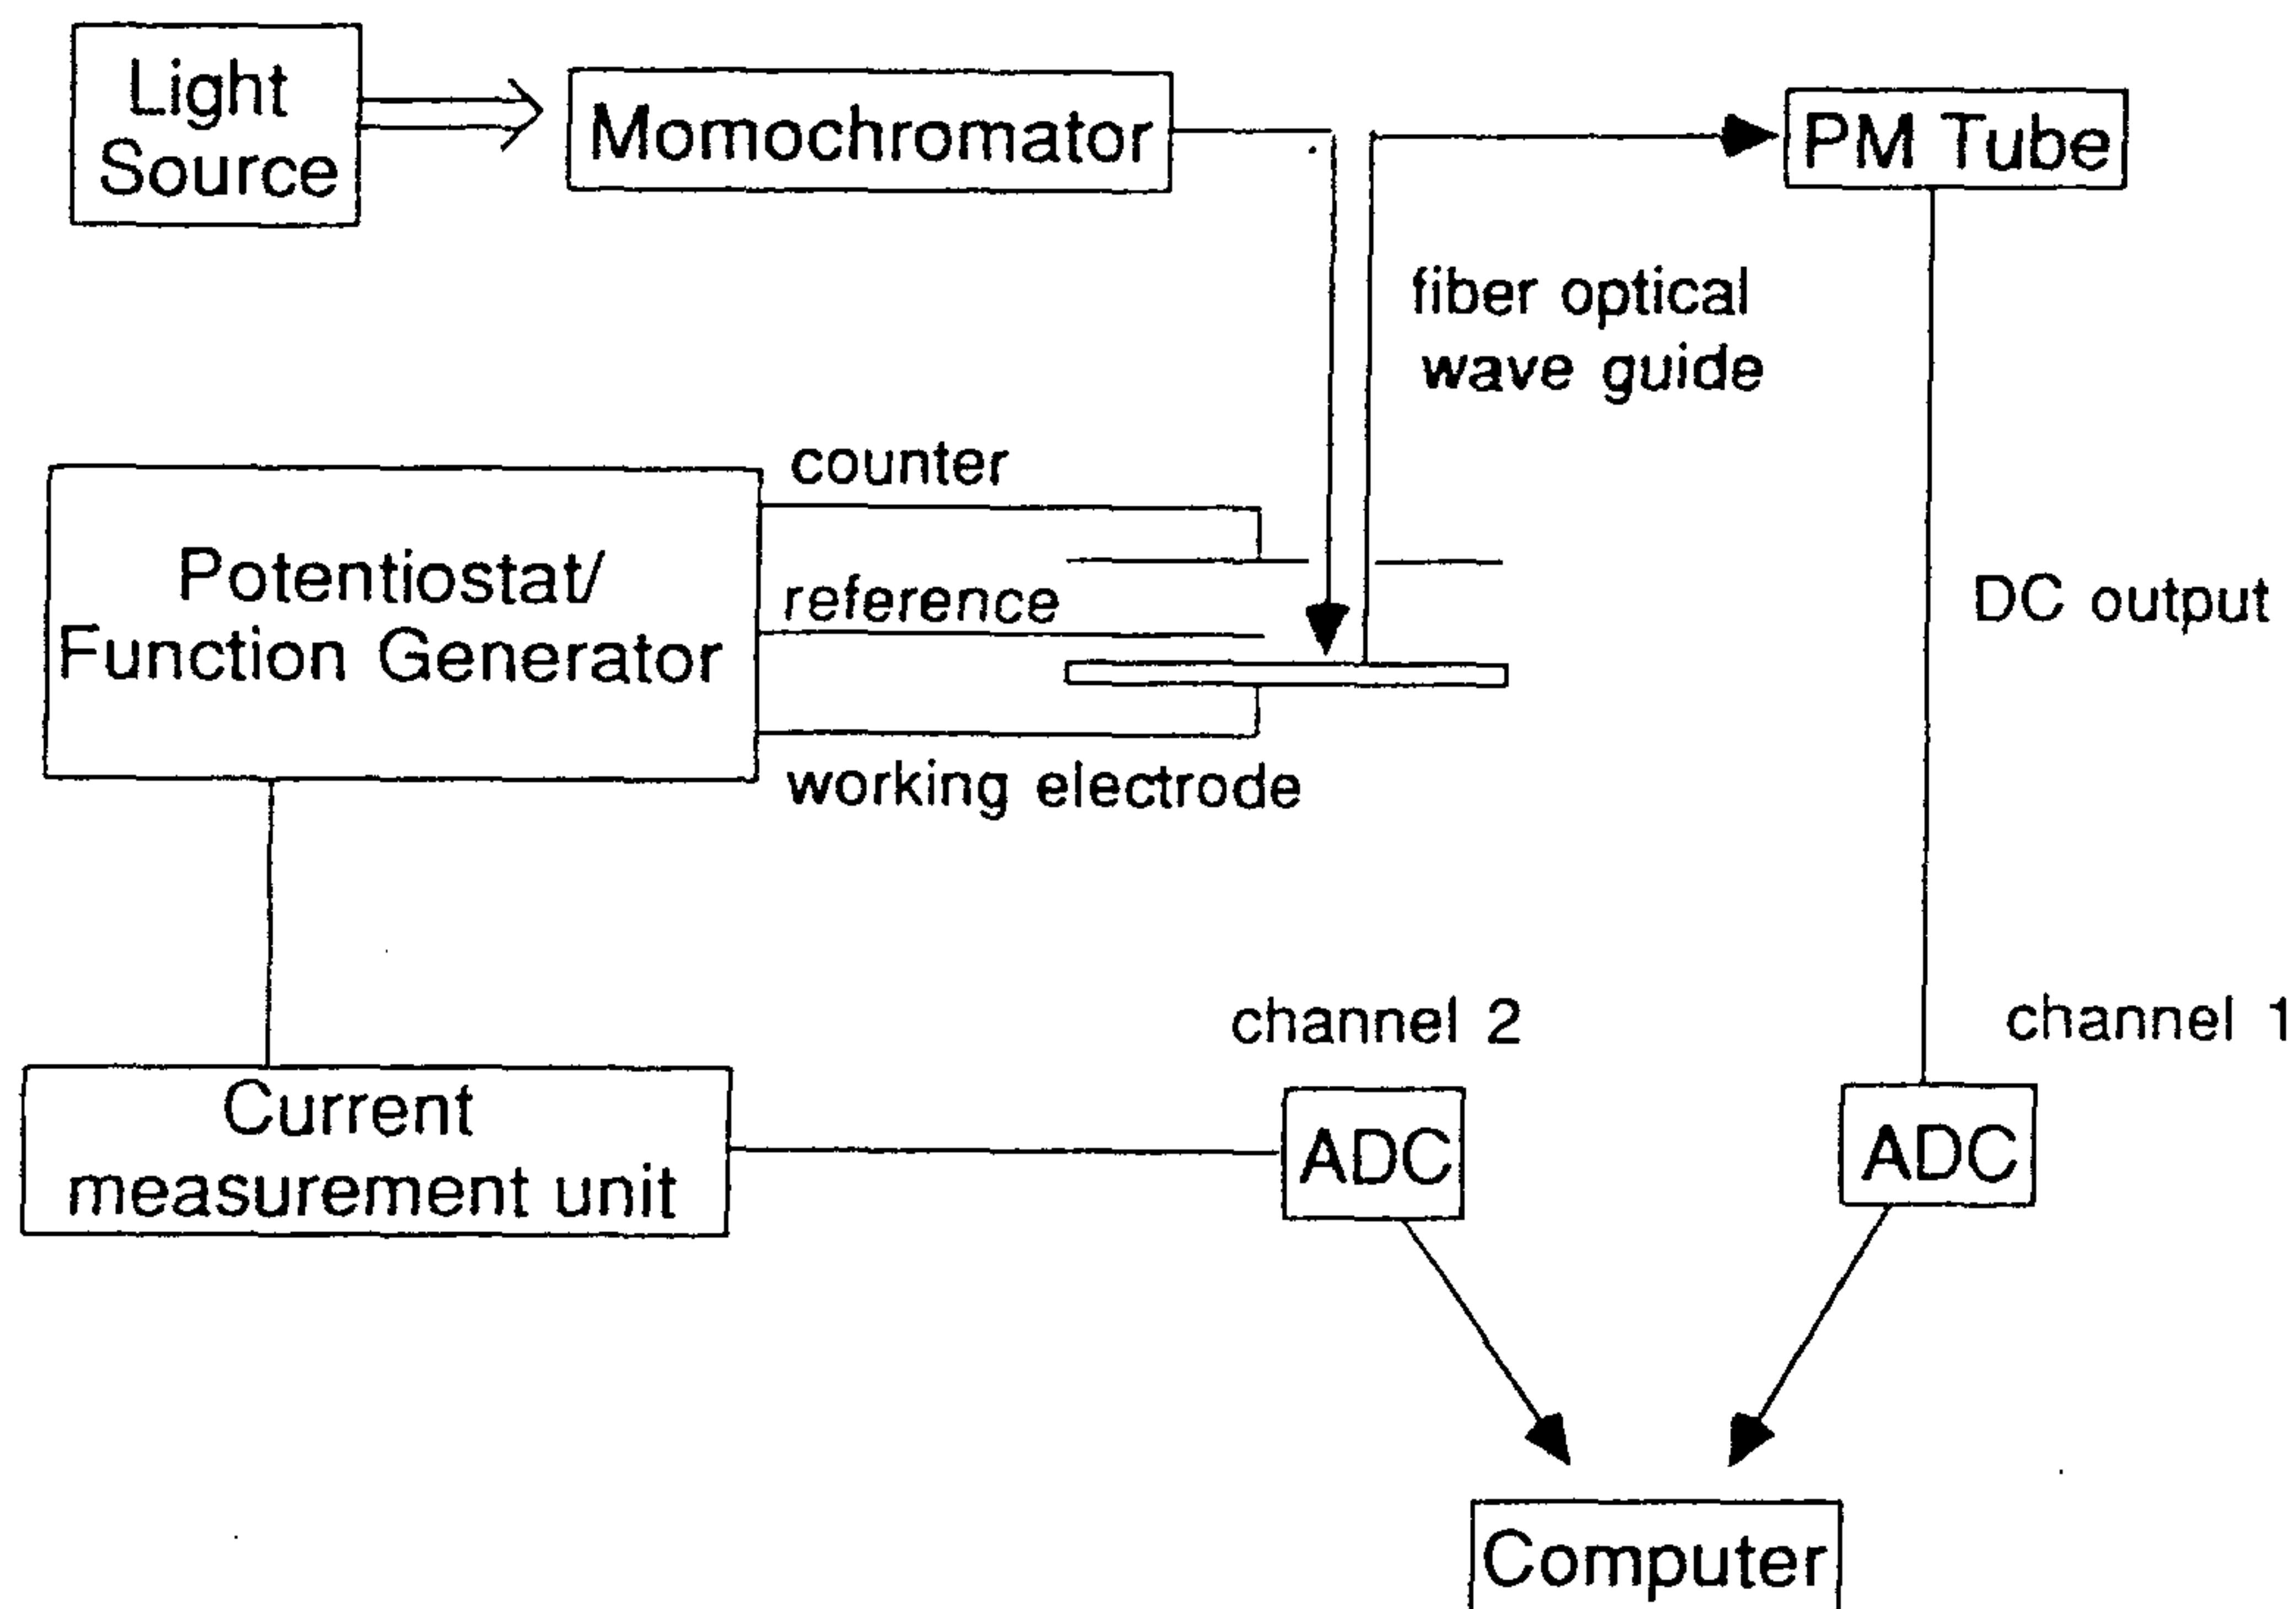 Light
Source
Momochromator
PM Tube
fiber optical
wave guide
counter
Potentiostat/
Function Generator
reference
DC output
working electrode
channel 2
channel 1
Current
measurement unit
ADC
ADC
Computer